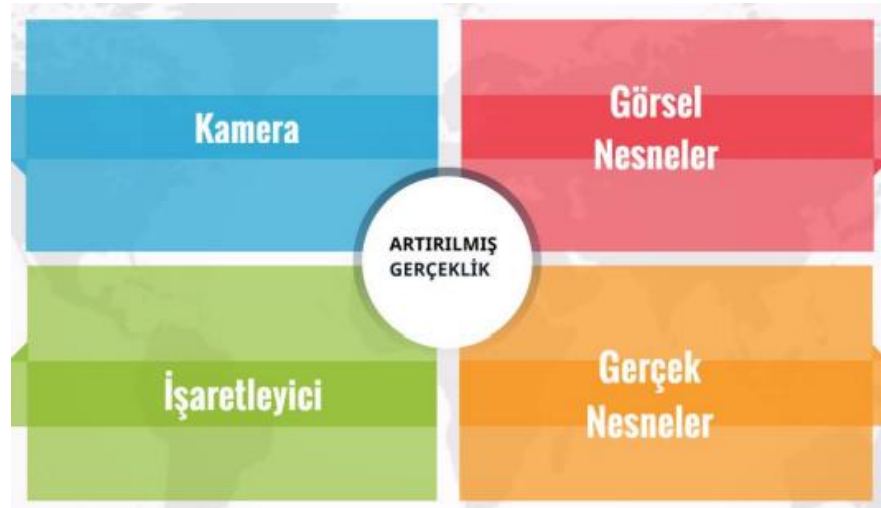 Kamera
Görsel
Nesneler
ARTIRILMIŞ
GERÇEKLİK
İşaretleyici
Gerçek
Nesneler